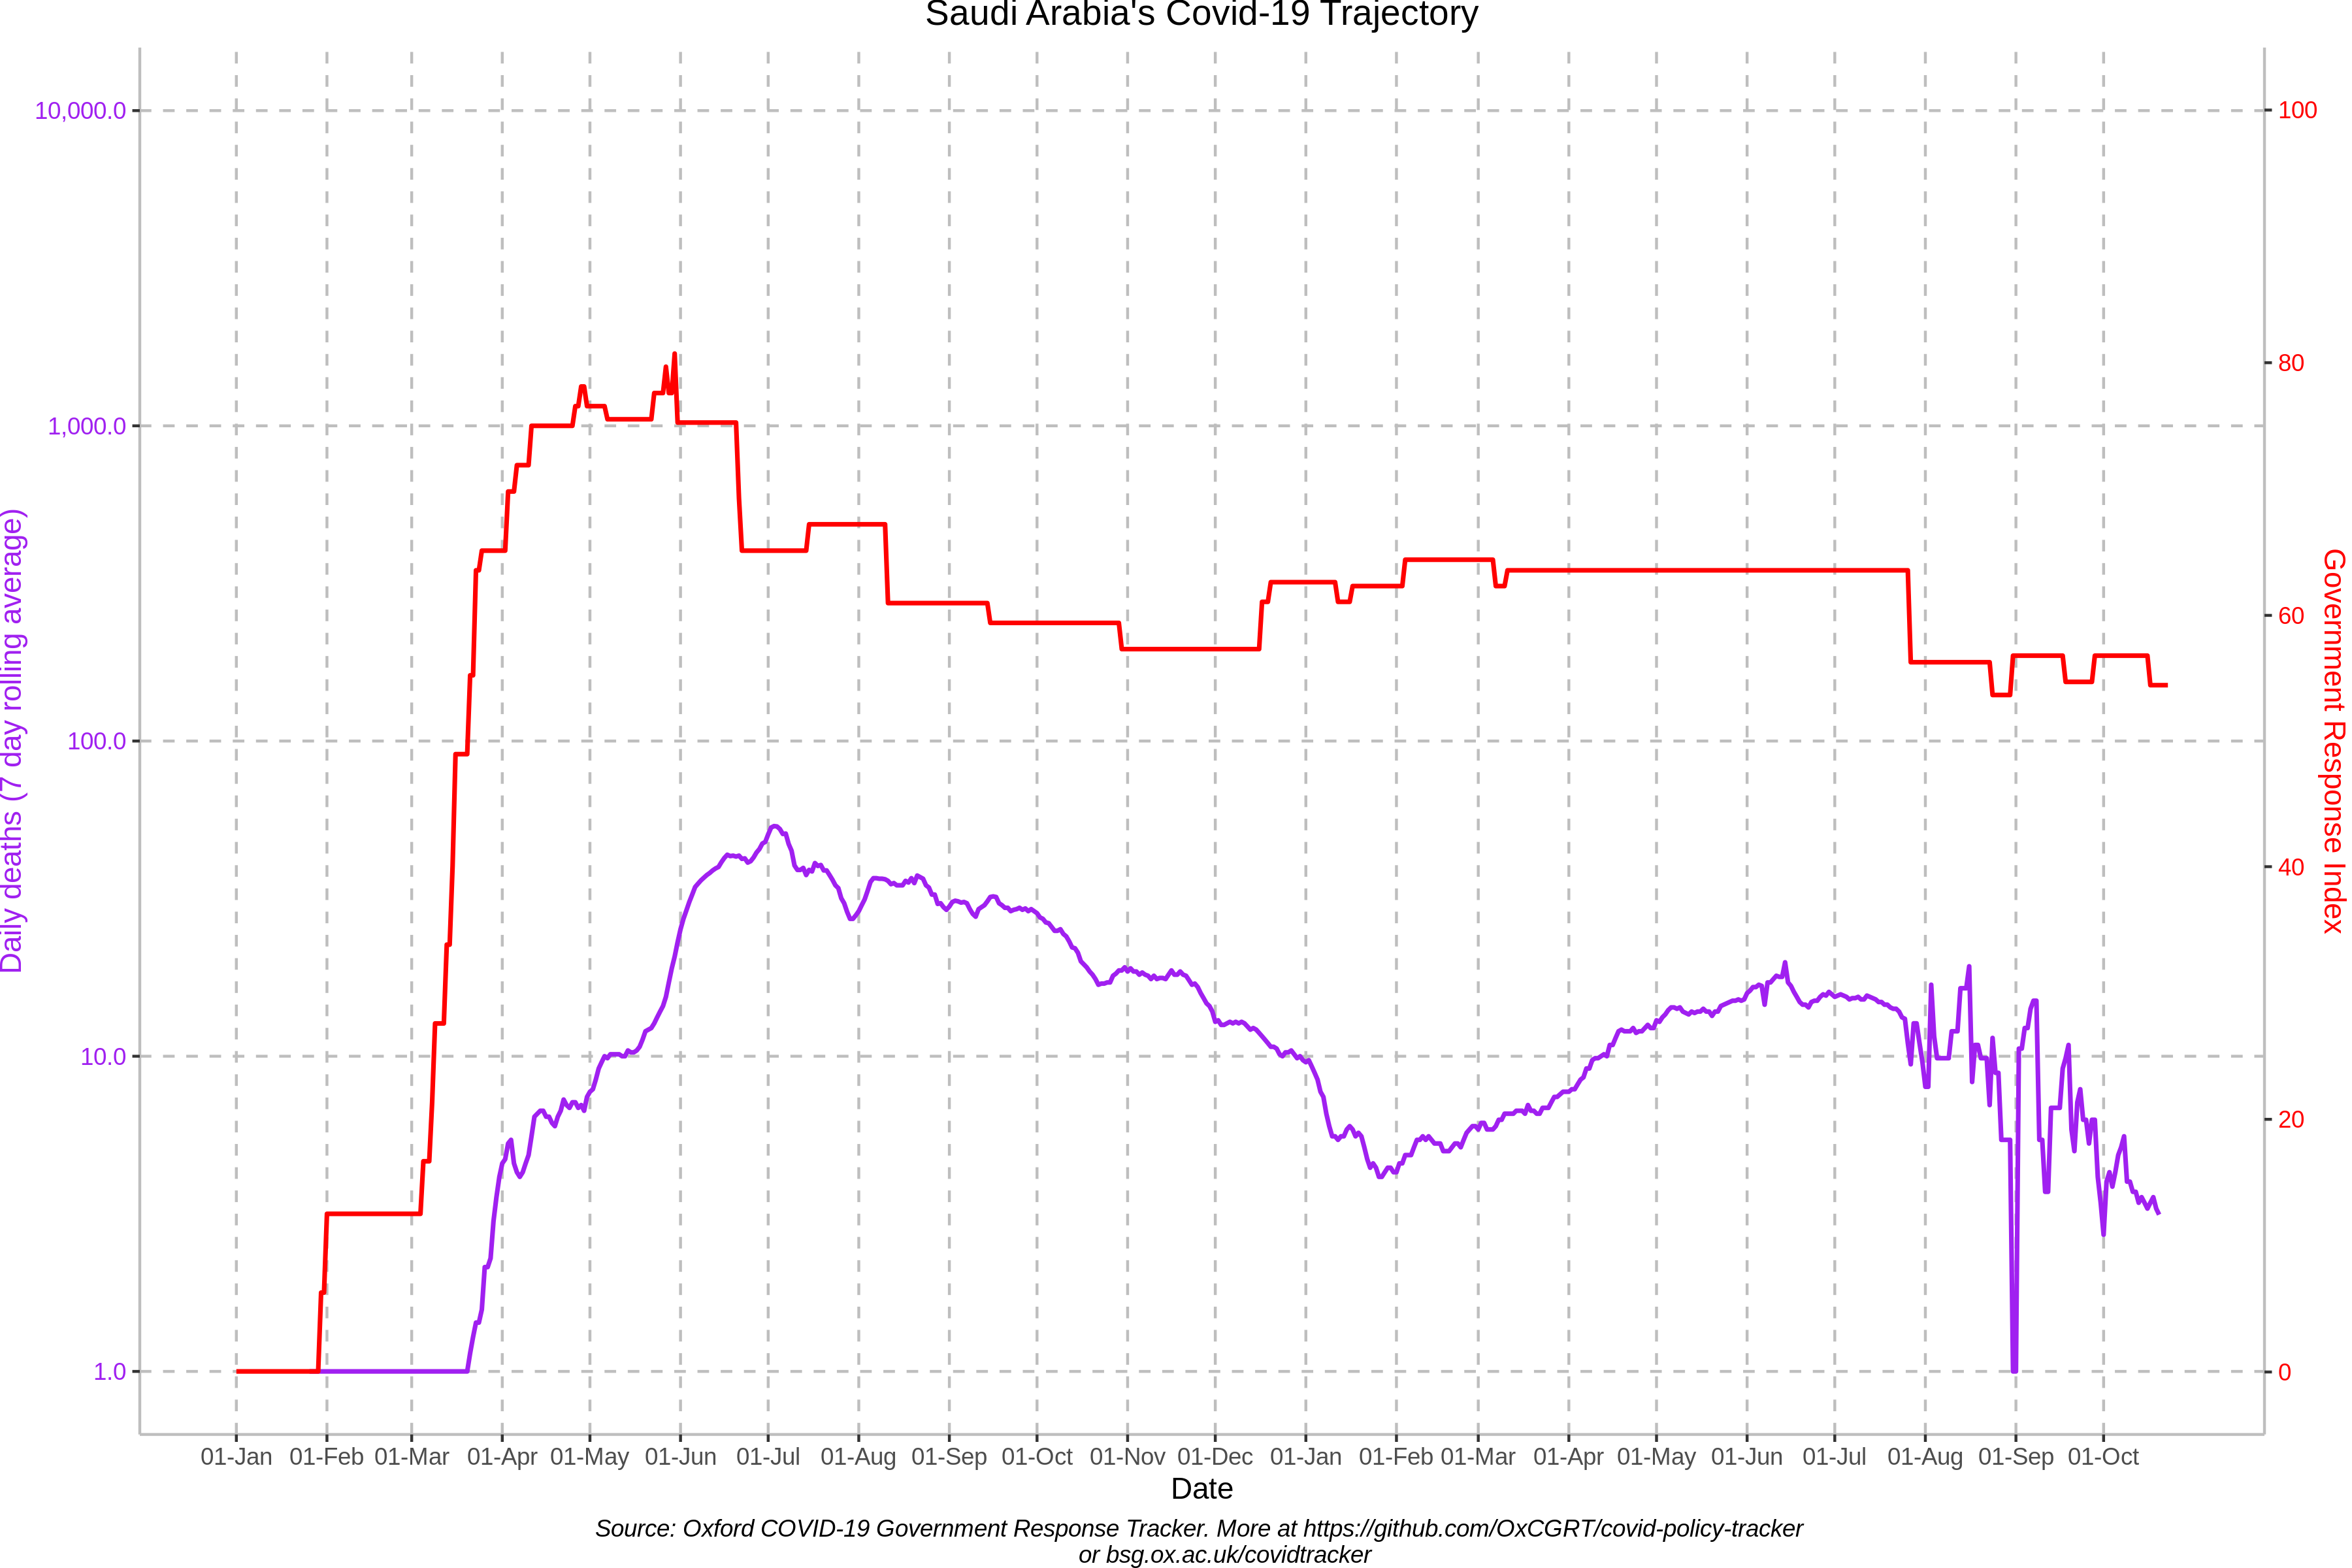 Saudi Arabia's Covid-19 Trajectory
Daily deaths (7 day rolling average)
10,000.0
1,000.0
100.0
10.0
1.0
100
80
60
40
20
0
Government Response Index
01-Jan 01-Feb 01-Mar 01-Apr 01-May 01-Jun 01-Jul 01-Aug 01-Sep 01-Oct 01-Nov 01-Dec 01-Jan 01-Feb 01-Mar 01-Apr 01-May 01-Jun 01-Jul 01-Aug 01-Sep 01-Oct
Date
Source: Oxford COVID-19 Government Response Tracker. More at https://github.com/OxCGRT/covid-policy-tracker
or bsg.ox.ac.uk/covidtracker